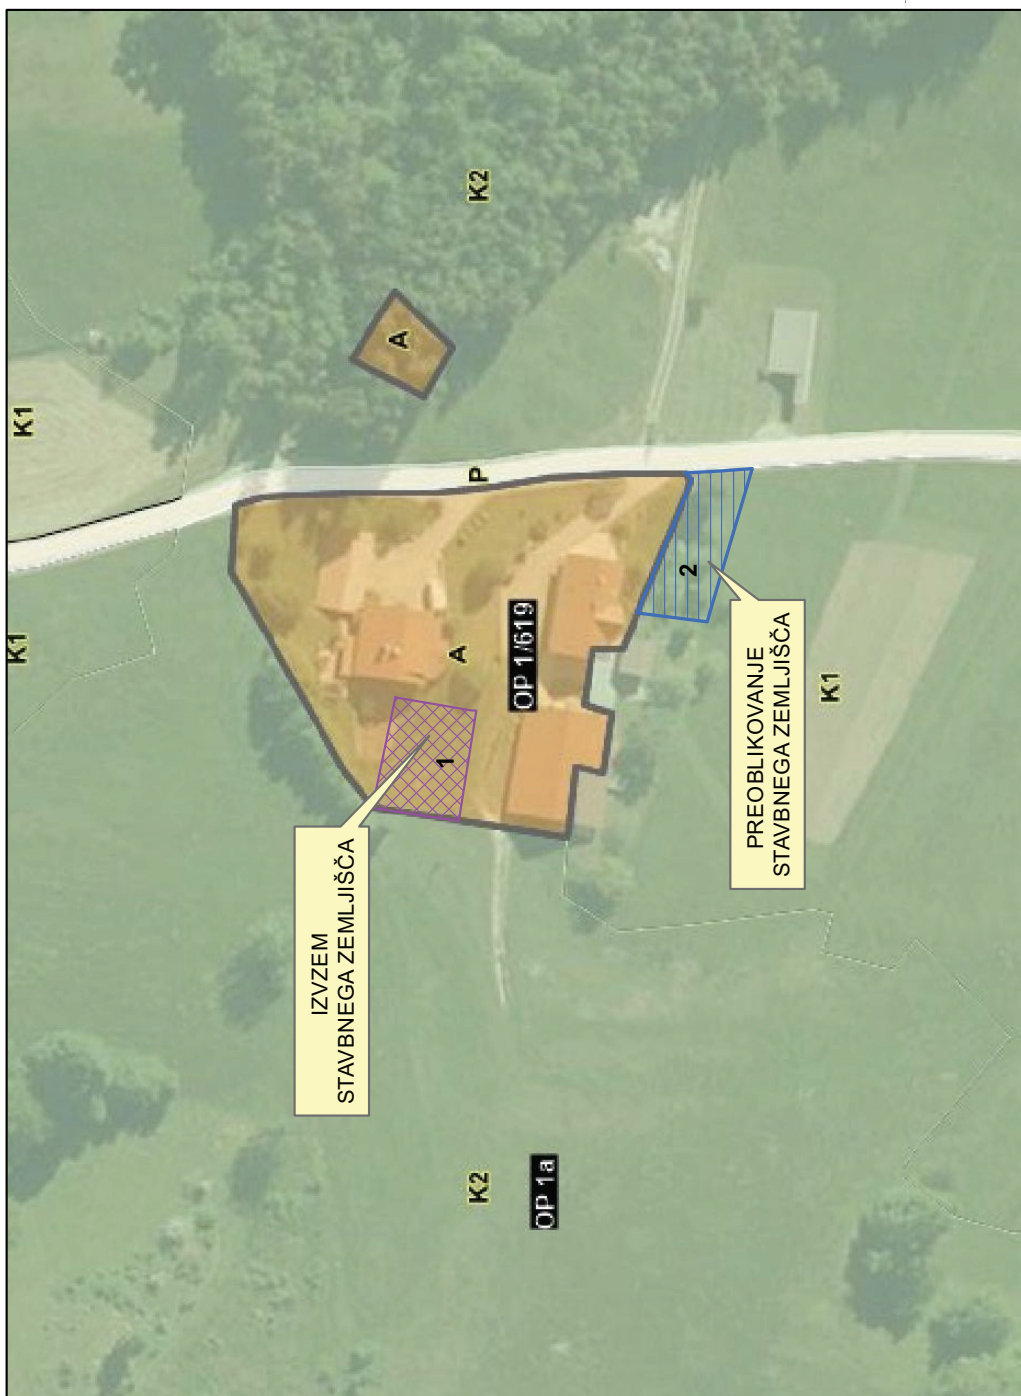 K1
K1
K2
K2
A
P
A
OP 1/619
1
2
K1
OP 1a
IZVZEM
STAVBNEGA ZEMLJIŠČA
PREOBLIKOVANJE
STAVBNEGA ZEMLJIŠČA